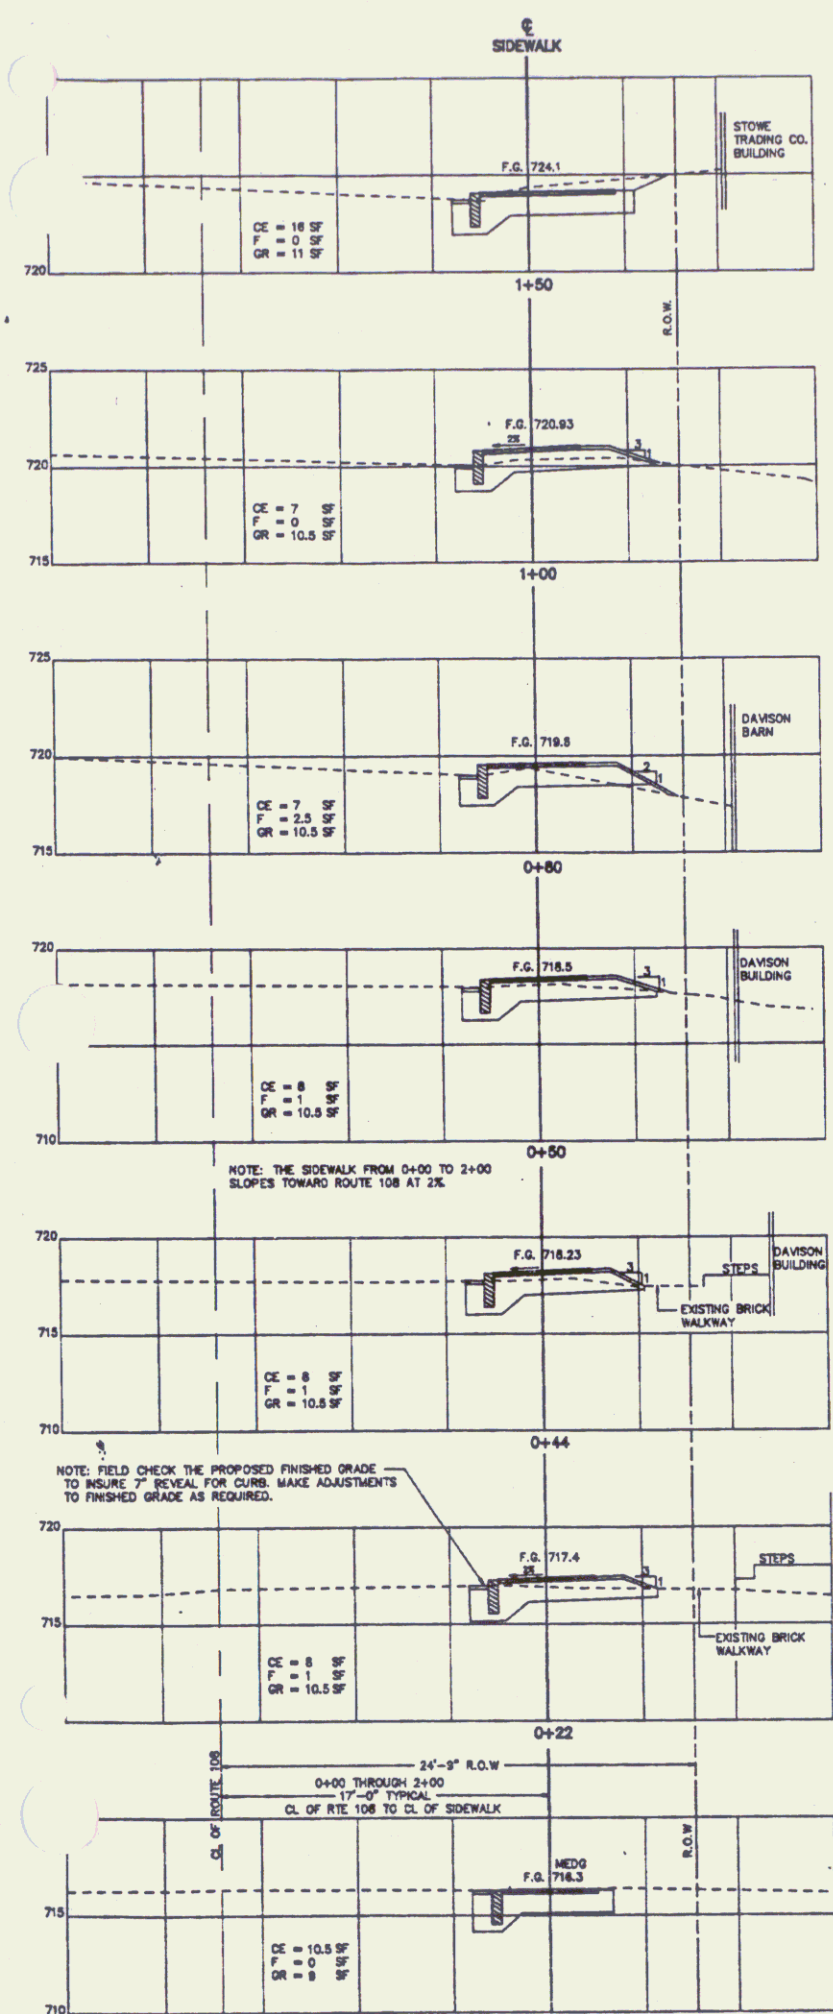 ℄
SIDEWALK
STOWE
TRADING CO.
BUILDING
F.G. 724.1
CE = 16 SF
F = 0 SF
GR = 11 SF
720
1+50
R.O.W.
725
F.G. 720.93
2%
3
1
720
CE = 7 SF
F = 0 SF
GR = 10.5 SF
715
1+00
725
DAVISON
BARN
F.G. 719.6
720
2
1
CE = 7 SF
F = 2.5 SF
GR = 10.5 SF
715
0+80
720
DAVISON
BUILDING
F.G. 718.5
3
1
CE = 8 SF
F = 1 SF
GR = 10.5 SF
710
0+50
NOTE: THE SIDEWALK FROM 0+00 TO 2+00
SLOPES TOWARD ROUTE 108 AT 2%
720
DAVISON
BUILDING
F.G. 718.23
3
1
STEPS
EXISTING BRICK
WALKWAY
715
CE = 8 SF
F = 1 SF
GR = 10.5 SF
710
0+44
NOTE: FIELD CHECK THE PROPOSED FINISHED GRADE
TO INSURE 7" REVEAL FOR CURB. MAKE ADJUSTMENTS
TO FINISHED GRADE AS REQUIRED.
720
F.G. 717.4
2%
3
1
STEPS
715
EXISTING BRICK
WALKWAY
CE = 8 SF
F = 1 SF
GR = 10.5 SF
0+22
24'-9" R.O.W
0+00 THROUGH 2+00
17'-0" TYPICAL
CL OF RTE 108 TO CL OF SIDEWALK
CL OF ROUTE 108
R.O.W
MEDG
F.G. 716.3
715
CE = 10.5 SF
F = 0 SF
GR = 9 SF
710